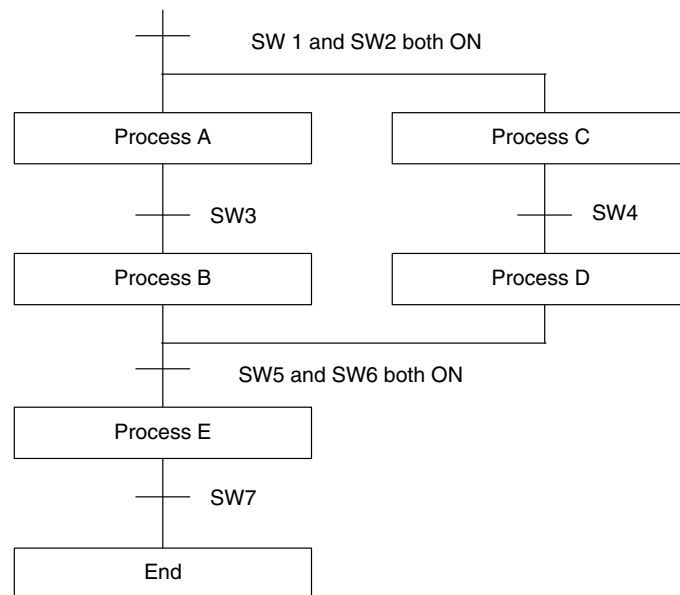 SW 1 and SW2 both ON
Process A
Process C
SW3
SW4
Process B
Process D
SW5 and SW6 both ON
Process E
SW7
End